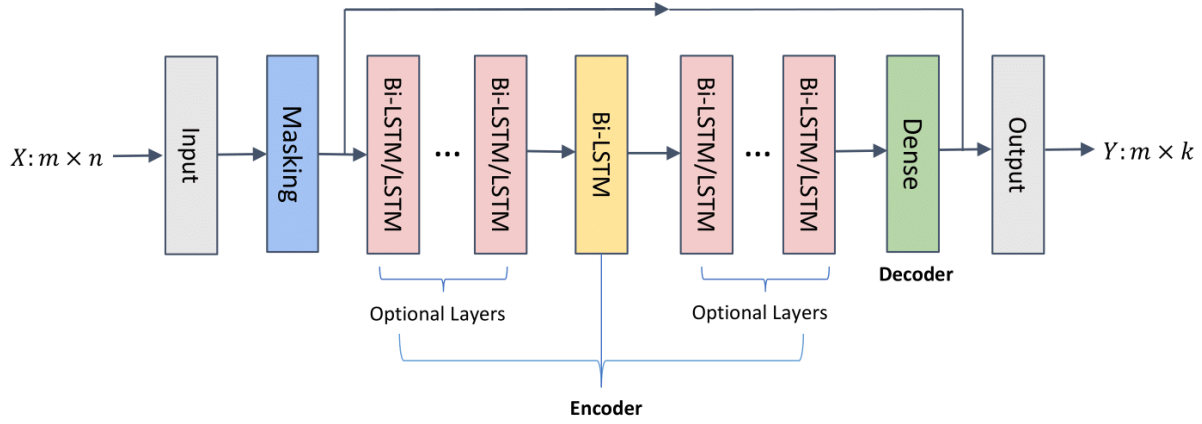 X: m × n
Input
Masking
Bi-LSTM/LSTM
...
Bi-LSTM/LSTM
Bi-LSTM
Bi-LSTM/LSTM
...
Bi-LSTM/LSTM
Dense
Output
Y: m × k
Decoder
Optional Layers
Optional Layers
Encoder